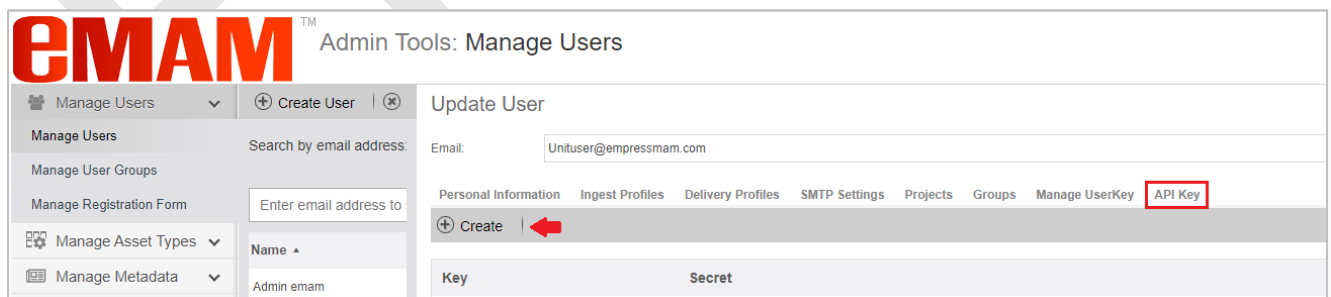 eMAM™
Admin Tools: Manage Users
Manage Users
Manage Users
Manage User Groups
Manage Registration Form
Manage Asset Types
Manage Metadata
Create User
Search by email address:
Enter email address to
Name
Admin emam
Update User
Email: Unituser@empressmam.com
Personal Information Ingest Profiles Delivery Profiles SMTP Settings Projects Groups Manage UserKey API Key
Create
Key Secret